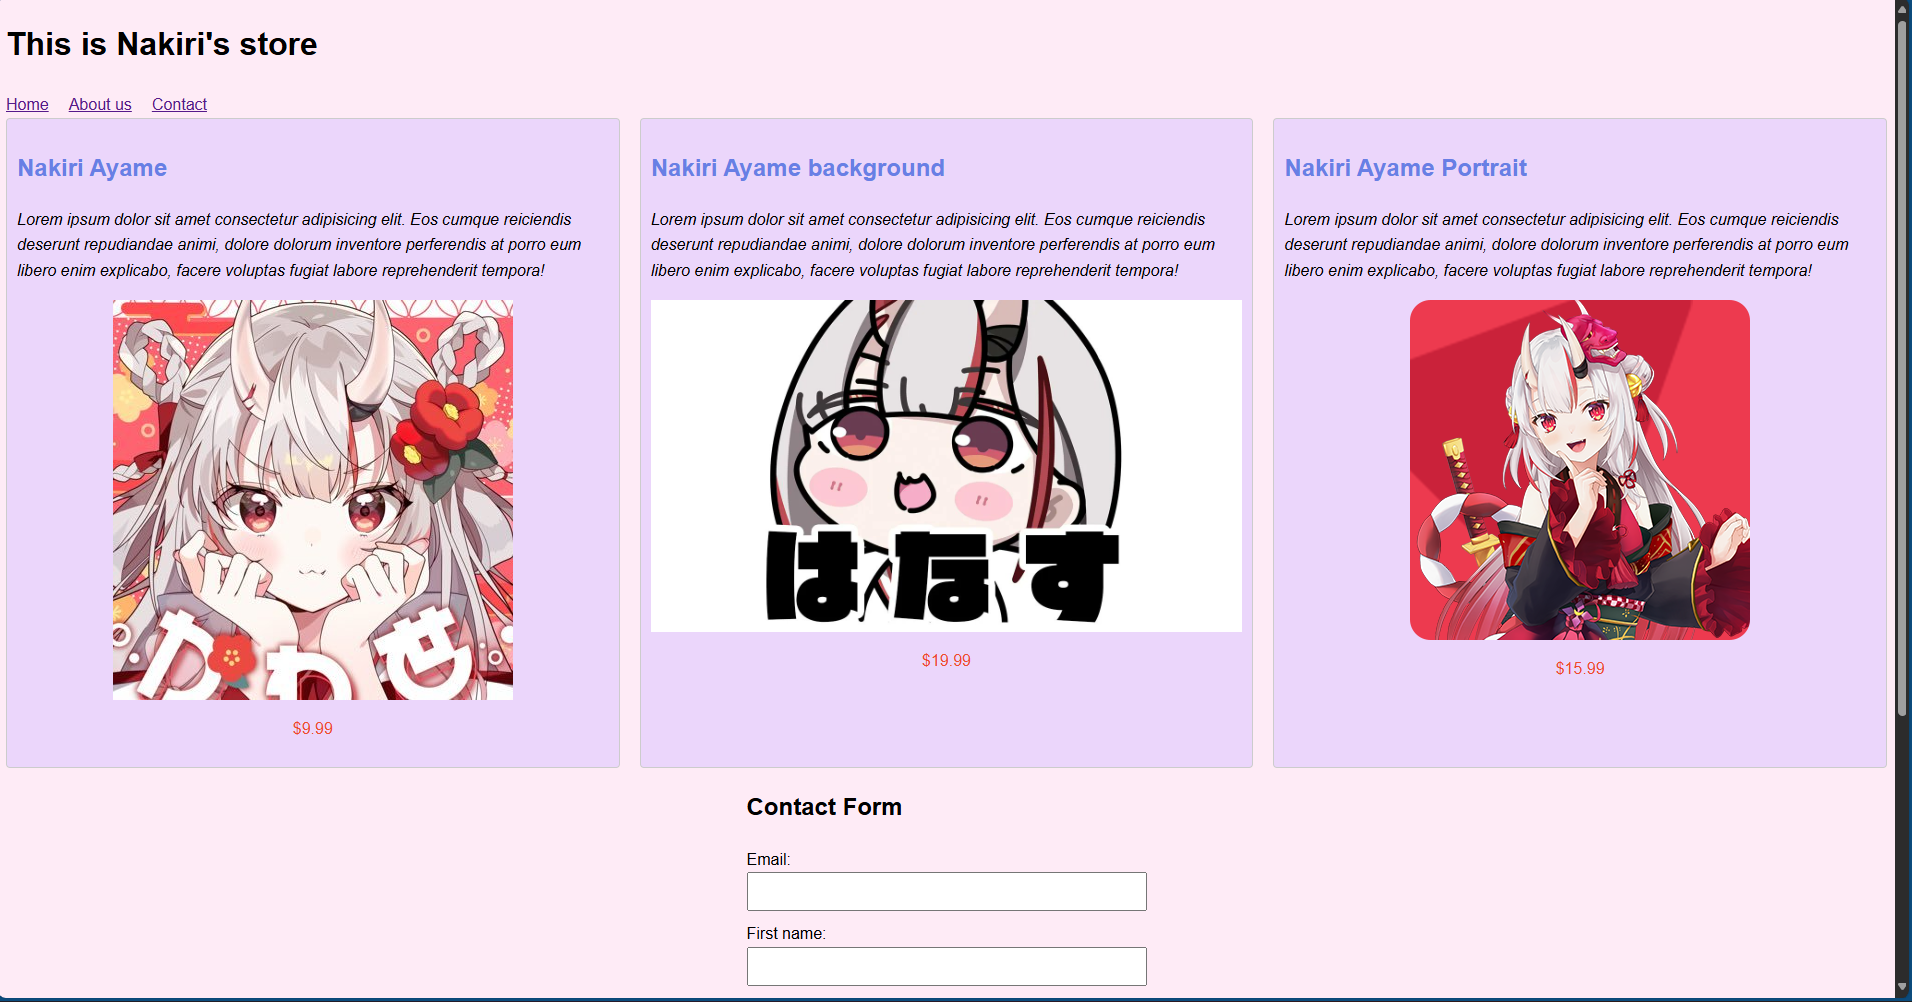 This is Nakiri's store
Home About us Contact
Nakiri Ayame
Lorem ipsum dolor sit amet consectetur adipisicing elit. Eos cumque reiciendis
deserunt repudiandae animi, dolore dolorum inventore perferendis at porro eum
libero enim explicabo, facere voluptas fugiat labore reprehenderit tempora!
かわせ
$9.99
Nakiri Ayame background
Lorem ipsum dolor sit amet consectetur adipisicing elit. Eos cumque reiciendis
deserunt repudiandae animi, dolore dolorum inventore perferendis at porro eum
libero enim explicabo, facere voluptas fugiat labore reprehenderit tempora!
はなす
$19.99
Nakiri Ayame Portrait
Lorem ipsum dolor sit amet consectetur adipisicing elit. Eos cumque reiciendis
deserunt repudiandae animi, dolore dolorum inventore perferendis at porro eum
libero enim explicabo, facere voluptas fugiat labore reprehenderit tempora!
$15.99
Contact Form
Email:
First name: